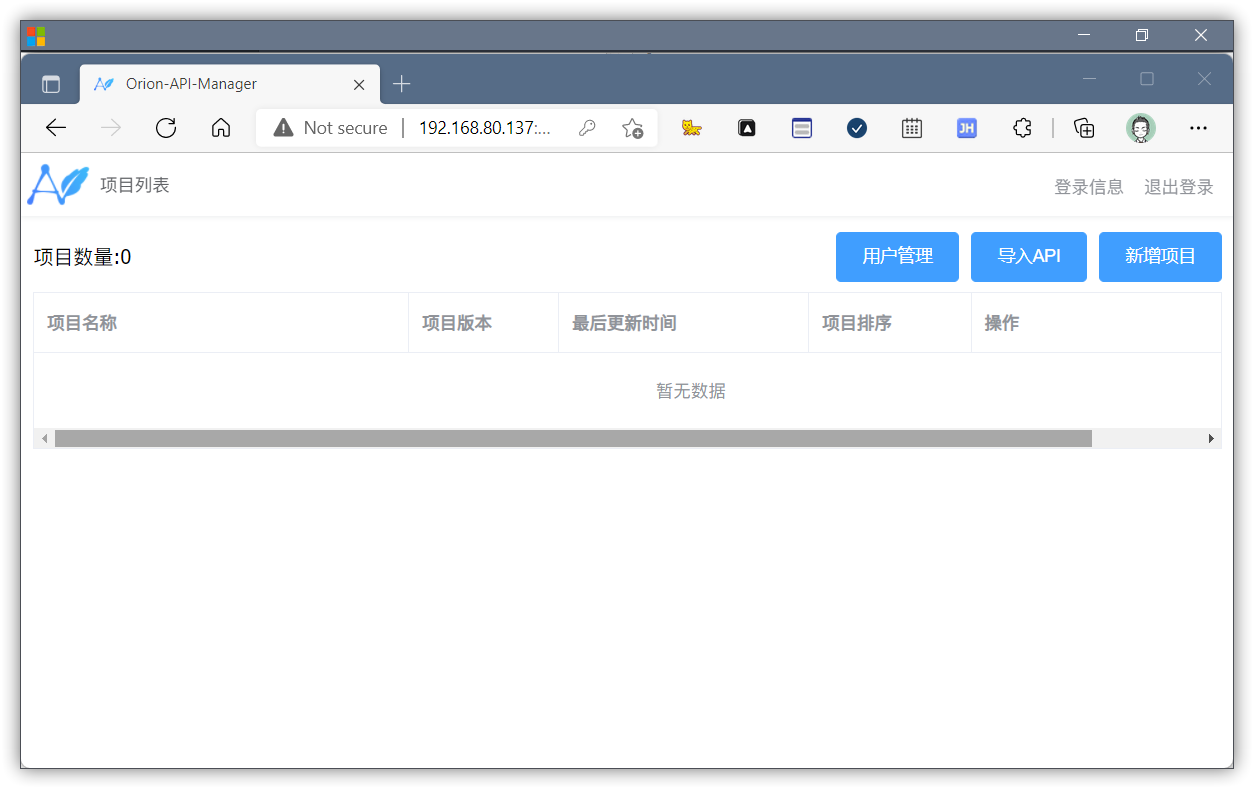 Orion-API-Manager
Not secure | 192.168.80.137:...
JH
项目列表
登录信息 退出登录
项目数量:0
用户管理 导入API 新增项目
项目名称 项目版本 最后更新时间 项目排序 操作
暂无数据